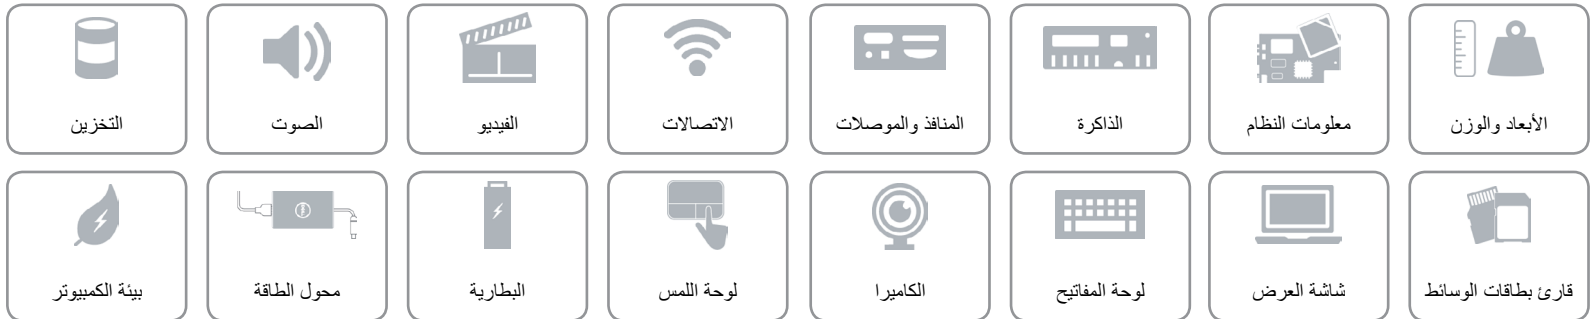 الأبعاد والوزن
معلومات النظام
الذاكرة
المنافذ والموصلات
الاتصالات
الفيديو
الصوت
التخزين
قارئ بطاقات الوسائط
شاشة العرض
لوحة المفاتيح
الكاميرا
لوحة اللمس
البطارية
محول الطاقة
بيئة الكمبيوتر